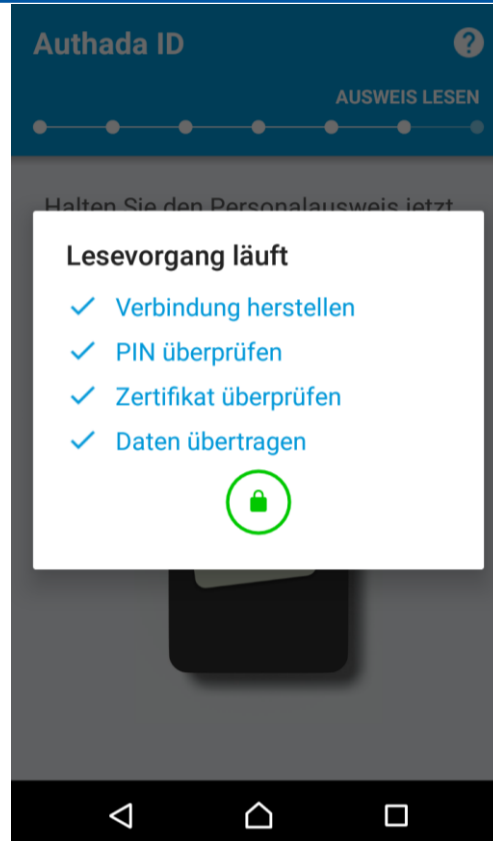 Authada ID
?
AUSWEIS LESEN
Halten Sie den Personalausweis jetzt
Lesevorgang läuft
Verbindung herstellen
PIN überprüfen
Zertifikat überprüfen
Daten übertragen